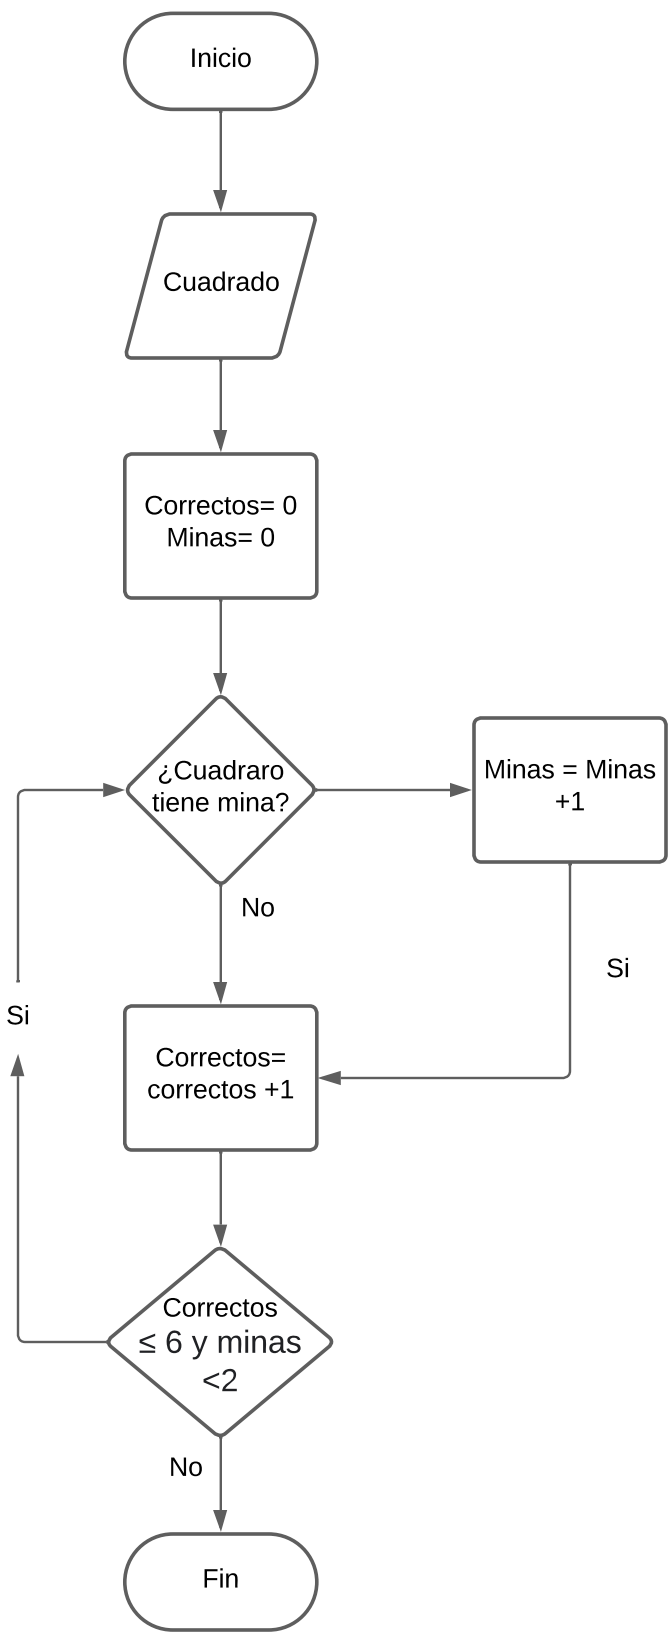 Inicio
Cuadrado
Correctos= 0
Minas= 0
¿Cuadraro
tiene mina?
Minas = Minas
+1
No
Si
Si
Correctos=
correctos +1
Correctos
≤ 6 y minas
<2
No
Fin